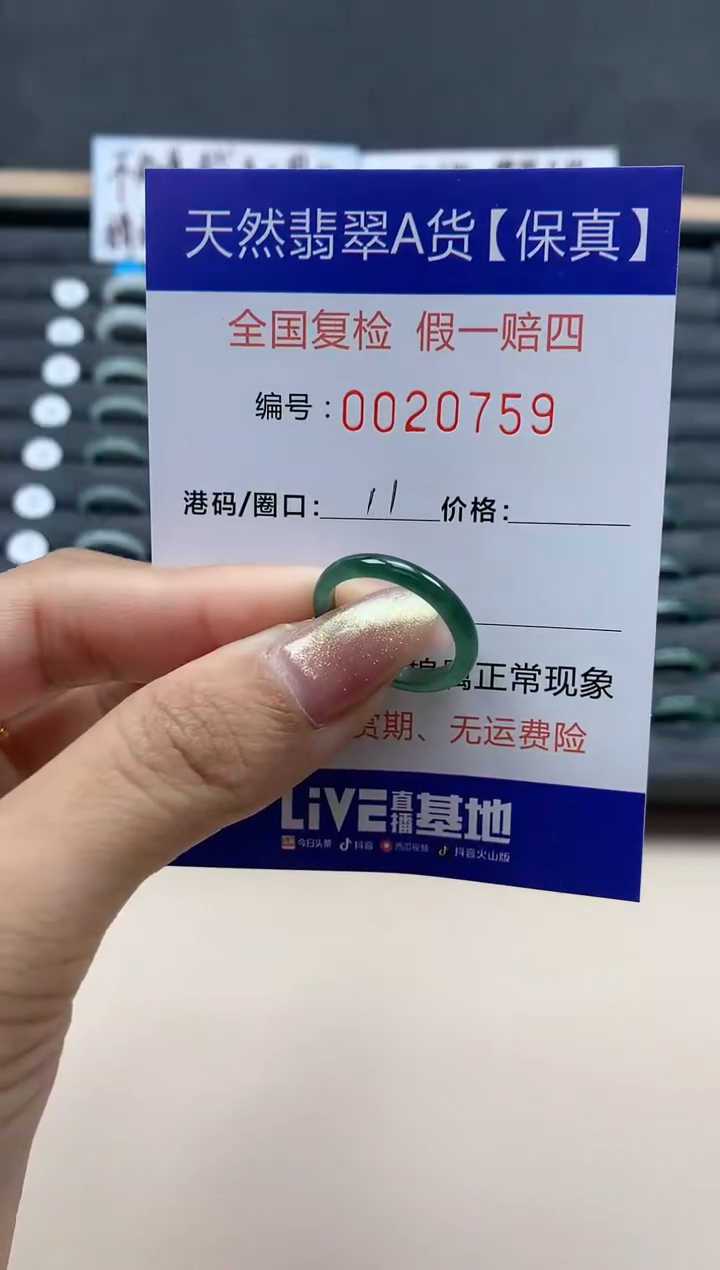 天然翡翠A货【保真】
全国复检 假一赔四
编号：0020759
港码/圈口：11 价格：
属正常现象
赏期、无运费险
LiVE直播基地
今日头条 抖音 西瓜视频 抖音火山版